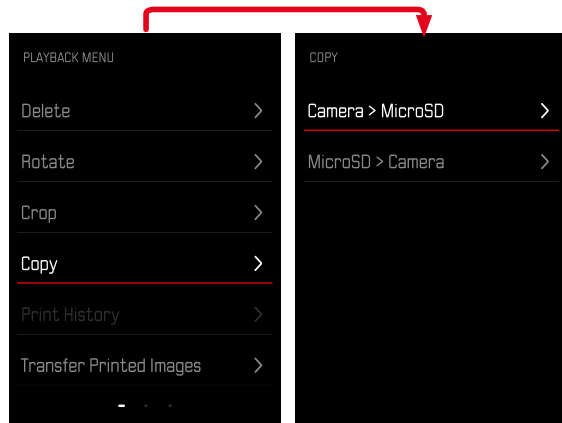 PLAYBACK MENU
Delete
Rotate
Crop
Copy
Print History
Transfer Printed Images
COPY
Camera > MicroSD
MicroSD > Camera